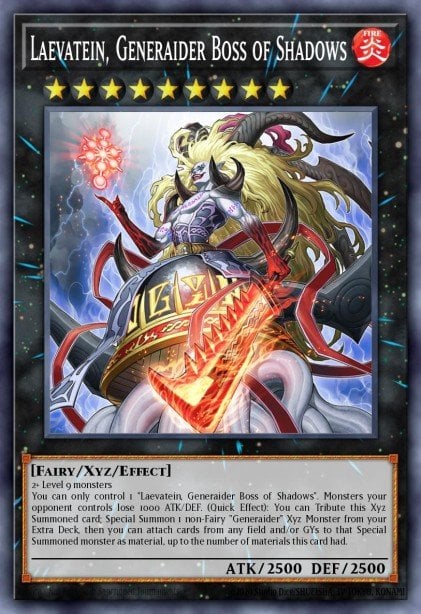 Laevatein, Generaider Boss of Shadows
FIRE
炎
[Fairy/Xyz/Effect]
2+ Level 9 monsters
You can only control 1 "Laevatein, Generaider Boss of Shadows". Monsters your
opponent controls lose 1000 ATK/DEF. (Quick Effect): You can Tribute this Xyz
Summoned card; Special Summon 1 non-Fairy "Generaider" Xyz Monster from your
Extra Deck, then you can attach cards from any field and/or GYs to that Special
Summoned monster as material, up to the number of materials this card had.
ATK/2500 DEF/2500